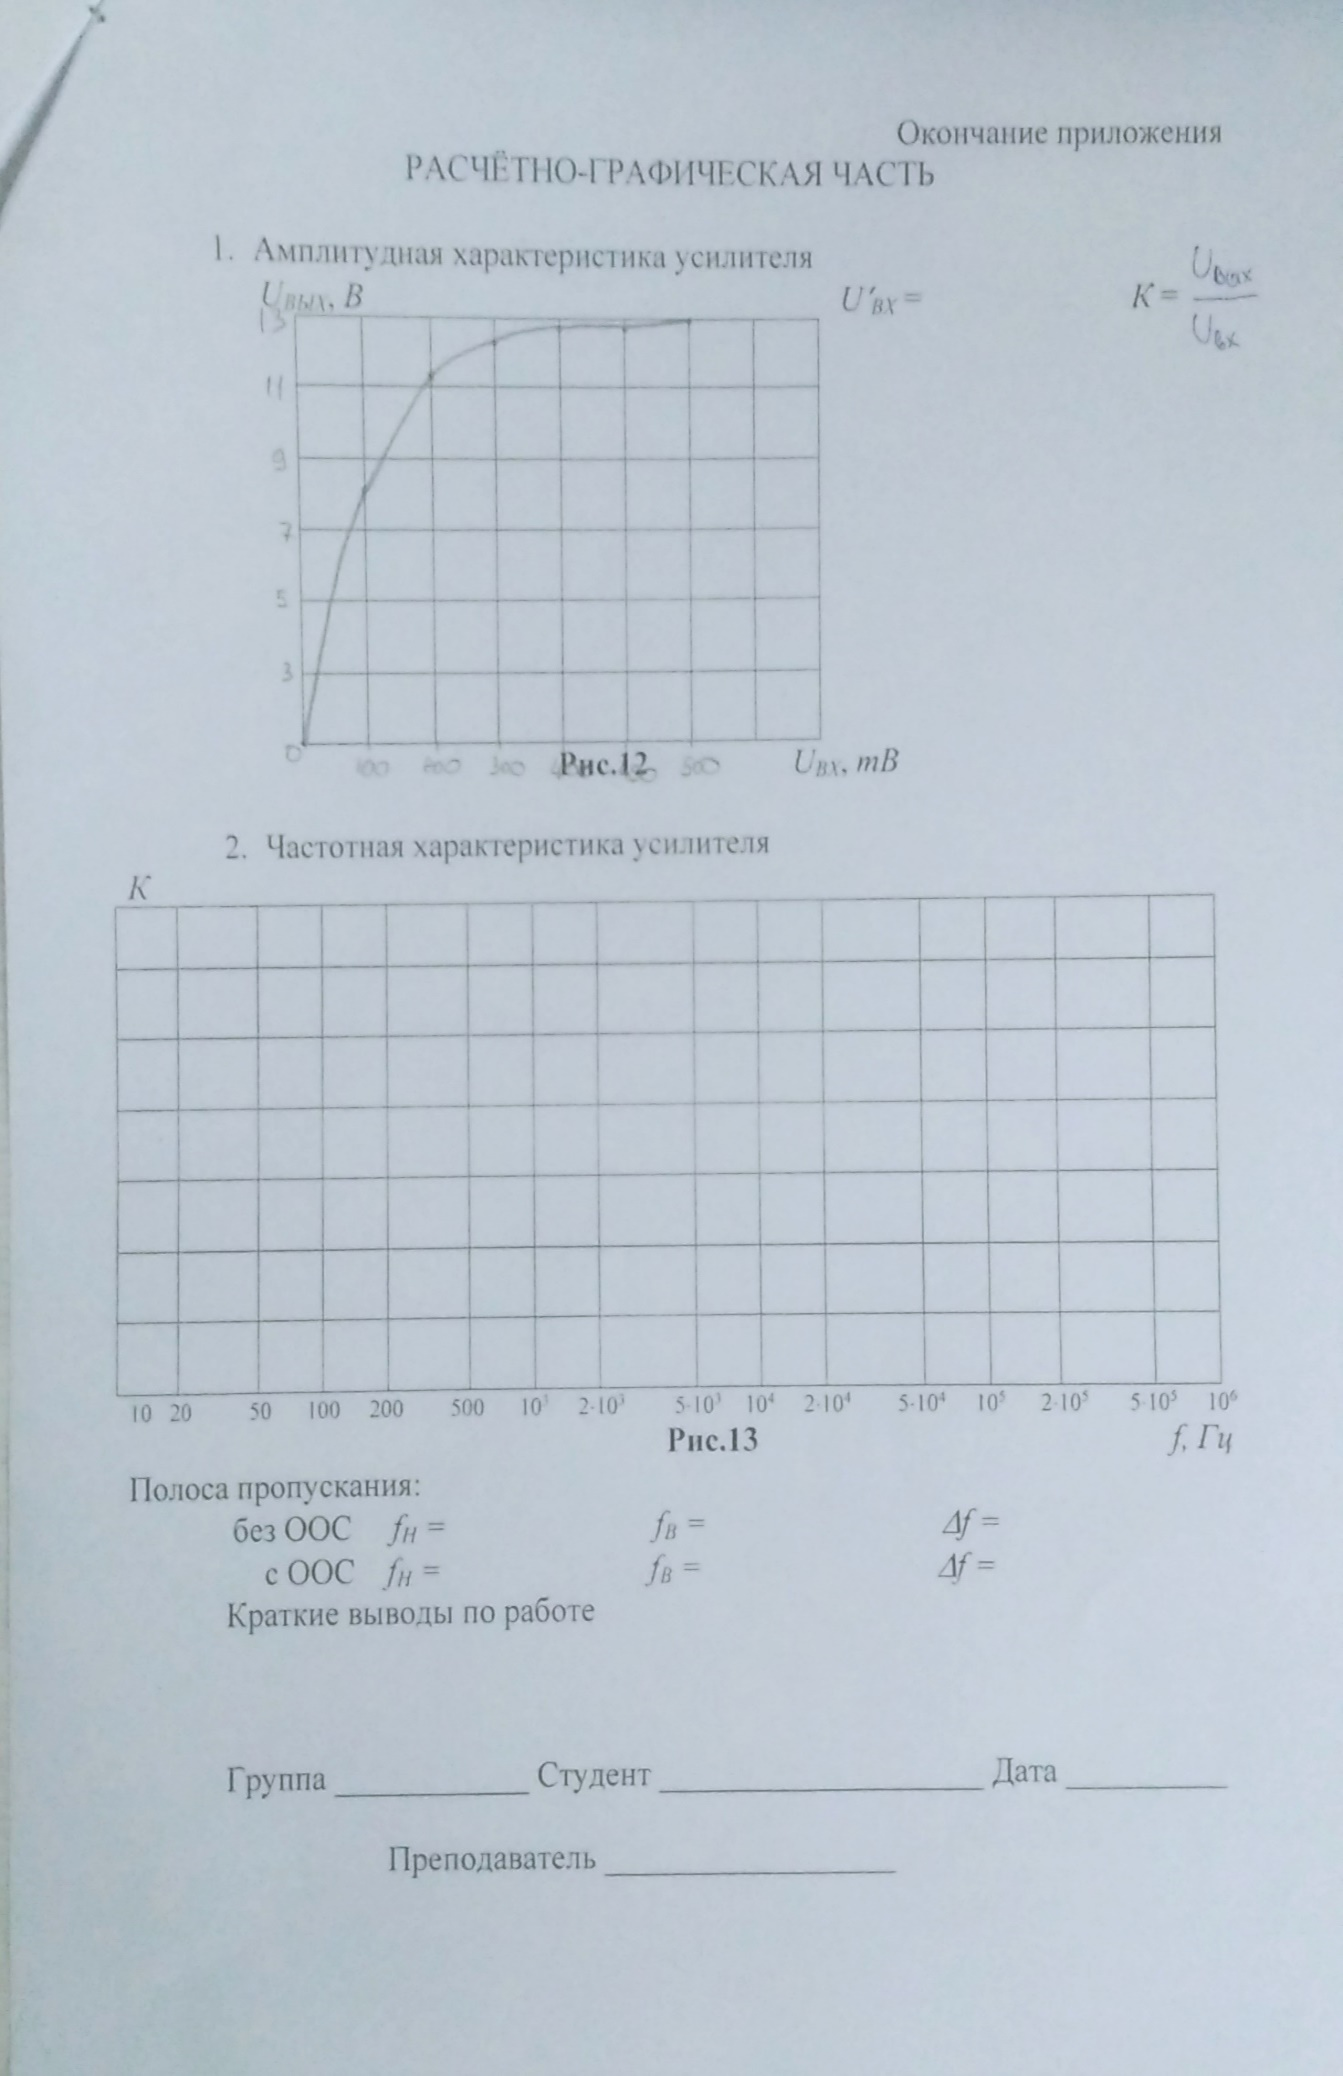 Окончание приложения
РАСЧЁТНО-ГРАФИЧЕСКАЯ ЧАСТЬ
1. Амплитудная характеристика усилителя
Uвых, В
U′вх =
K = Uвых
Uвх
13
11
9
7
5
3
0
100 200 300 500
Рис.12
Uвх, mB
2. Частотная характеристика усилителя
K
10 20 50 100 200 500 10³ 2·10³ 5·10³ 10⁴ 2·10⁴ 5·10⁴ 10⁵ 2·10⁵ 5·10⁵ 10⁶
Рис.13
f, Гц
Полоса пропускания:
без ООС fН = fВ = Δf =
с ООС fН = fВ = Δf =
Краткие выводы по работе
Группа Студент Дата
Преподаватель